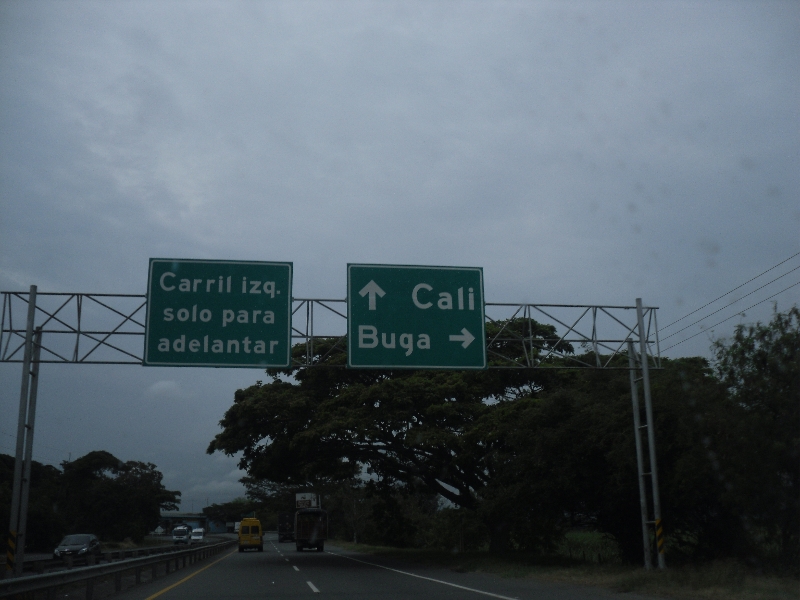 Carril izq.
solo para
adelantar
Cali
Buga